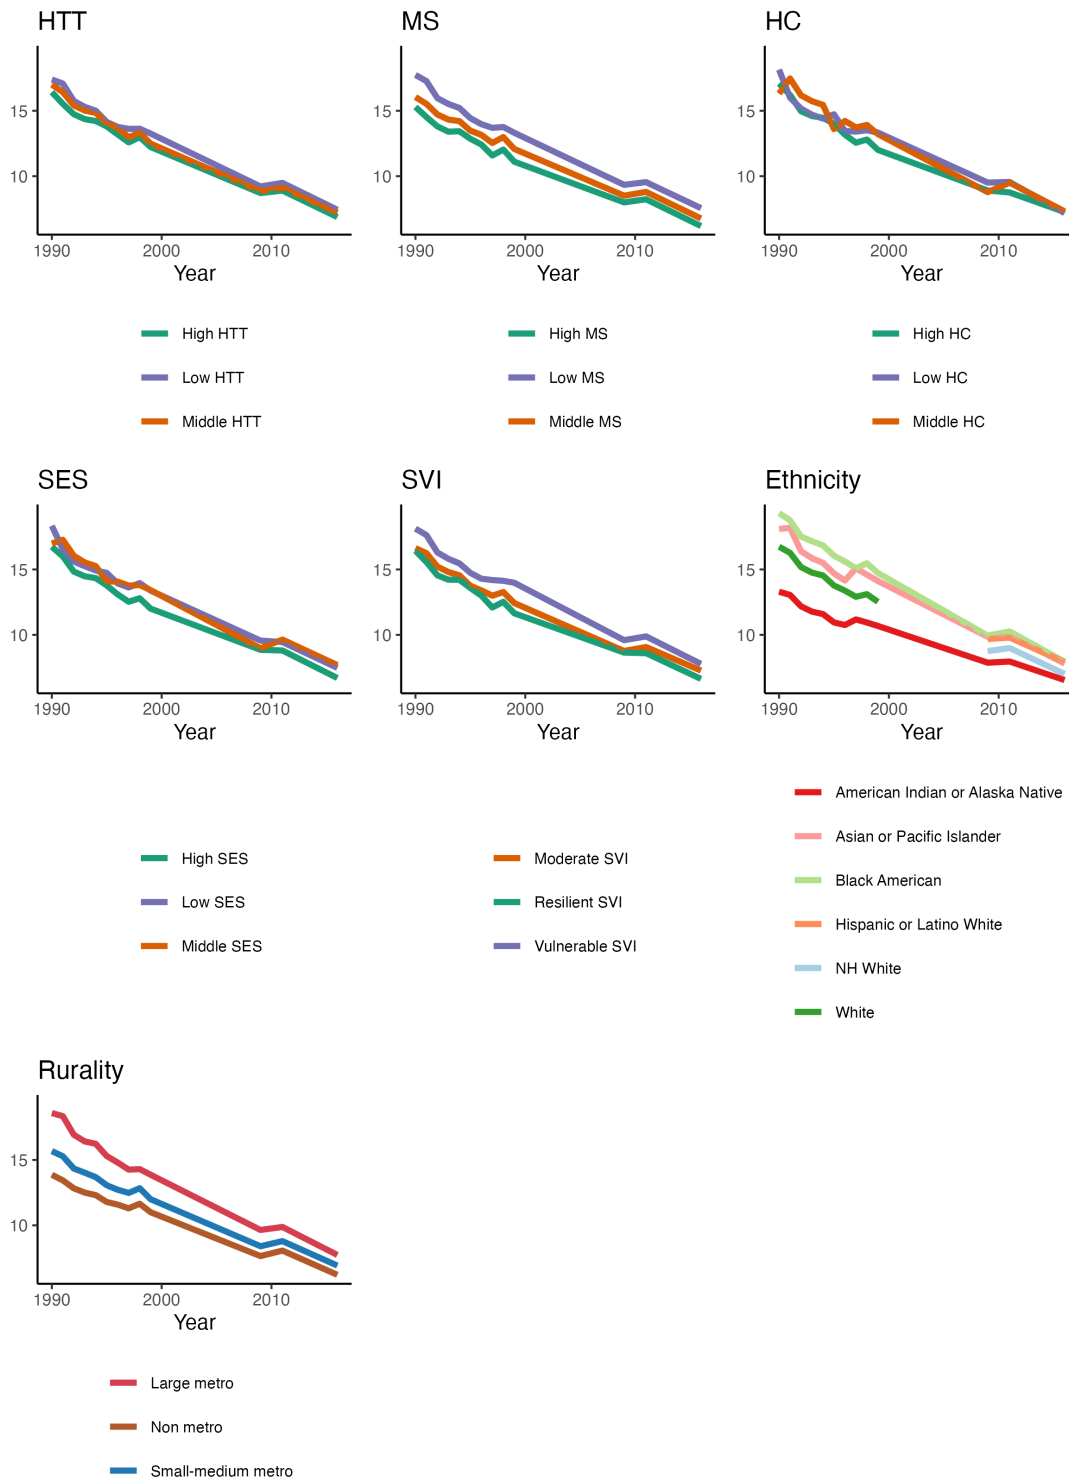 HTT
MS
HC
15
10
1990
2000
2010
Year
15
10
1990
2000
2010
Year
15
10
1990
2000
2010
Year
High HTT
Low HTT
Middle HTT
High MS
Low MS
Middle MS
High HC
Low HC
Middle HC
SES
SVI
Ethnicity
15
10
1990
2000
2010
Year
15
10
1990
2000
2010
Year
15
10
1990
2000
2010
Year
High SES
Low SES
Middle SES
Moderate SVI
Resilient SVI
Vulnerable SVI
American Indian or Alaska Native
Asian or Pacific Islander
Black American
Hispanic or Latino White
NH White
White
Rurality
15
10
1990
2000
2010
Year
Large metro
Non metro
Small-medium metro